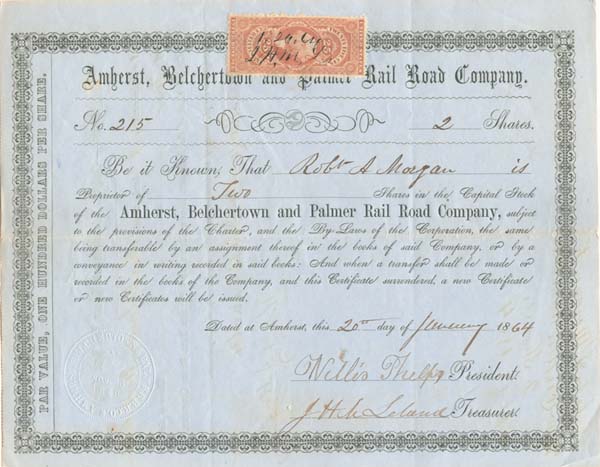 Amherst, Belchertown and Palmer Rail Road Company.
No. 215 2 Shares.
Be it Known, That Robt A Morgan is
Proprietor of Two Shares in the Capital Stock
of the Amherst, Belchertown and Palmer Rail Road Company, subject
to the provisions of the Charter, and the By-Laws of the Corporation, the same
being transferable by an assignment thereof in the books of said Company, or by a
conveyance in writing recorded in said books: And when a transfer shall be made or
recorded in the books of the Company, and this Certificate surrendered, a new Certificate
or new Certificates will be issued.
Dated at Amherst, this 20th day of January 1864
Willis Phelps President.
J H Leland Treasurer.
PAR VALUE, ONE HUNDRED DOLLARS PER SHARE.